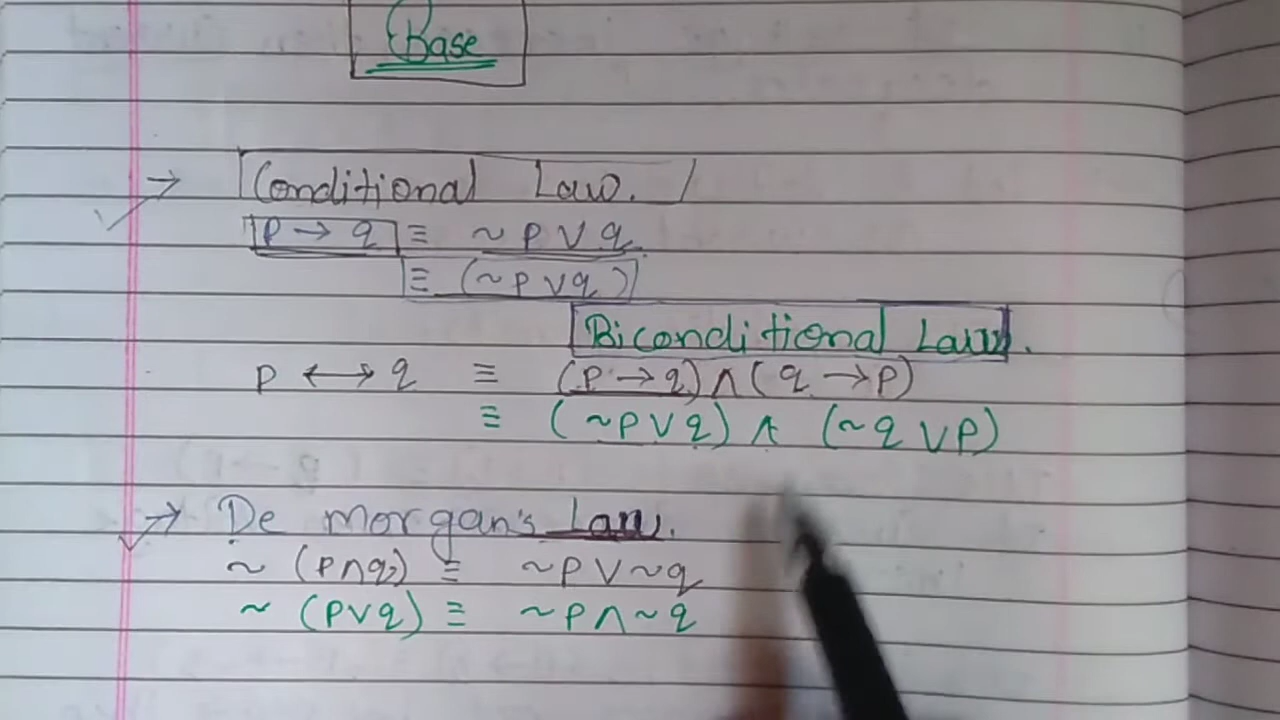 Base
→ Conditional Law.
p → q ≡ ~p ∨ q.
≡ (~p ∨ q)
Biconditional Law.
p ↔ q ≡ (p → q) ∧ (q → p)
≡ (~p ∨ q) ∧ (~q ∨ p)
→ De morgan's Law.
~ (p ∧ q) ≡ ~p ∨ ~q
~ (p ∨ q) ≡ ~p ∧ ~q